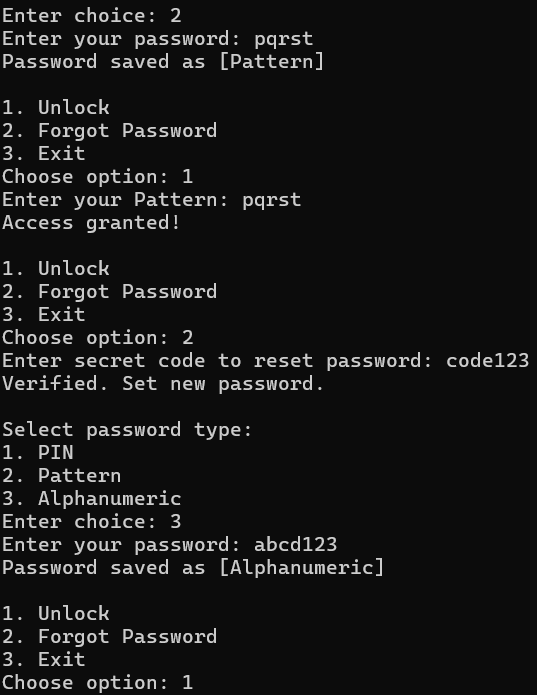 Enter choice: 2
Enter your password: pqrst
Password saved as [Pattern]
1. Unlock
2. Forgot Password
3. Exit
Choose option: 1
Enter your Pattern: pqrst
Access granted!
1. Unlock
2. Forgot Password
3. Exit
Choose option: 2
Enter secret code to reset password: code123
Verified. Set new password.
Select password type:
1. PIN
2. Pattern
3. Alphanumeric
Enter choice: 3
Enter your password: abcd123
Password saved as [Alphanumeric]
1. Unlock
2. Forgot Password
3. Exit
Choose option: 1